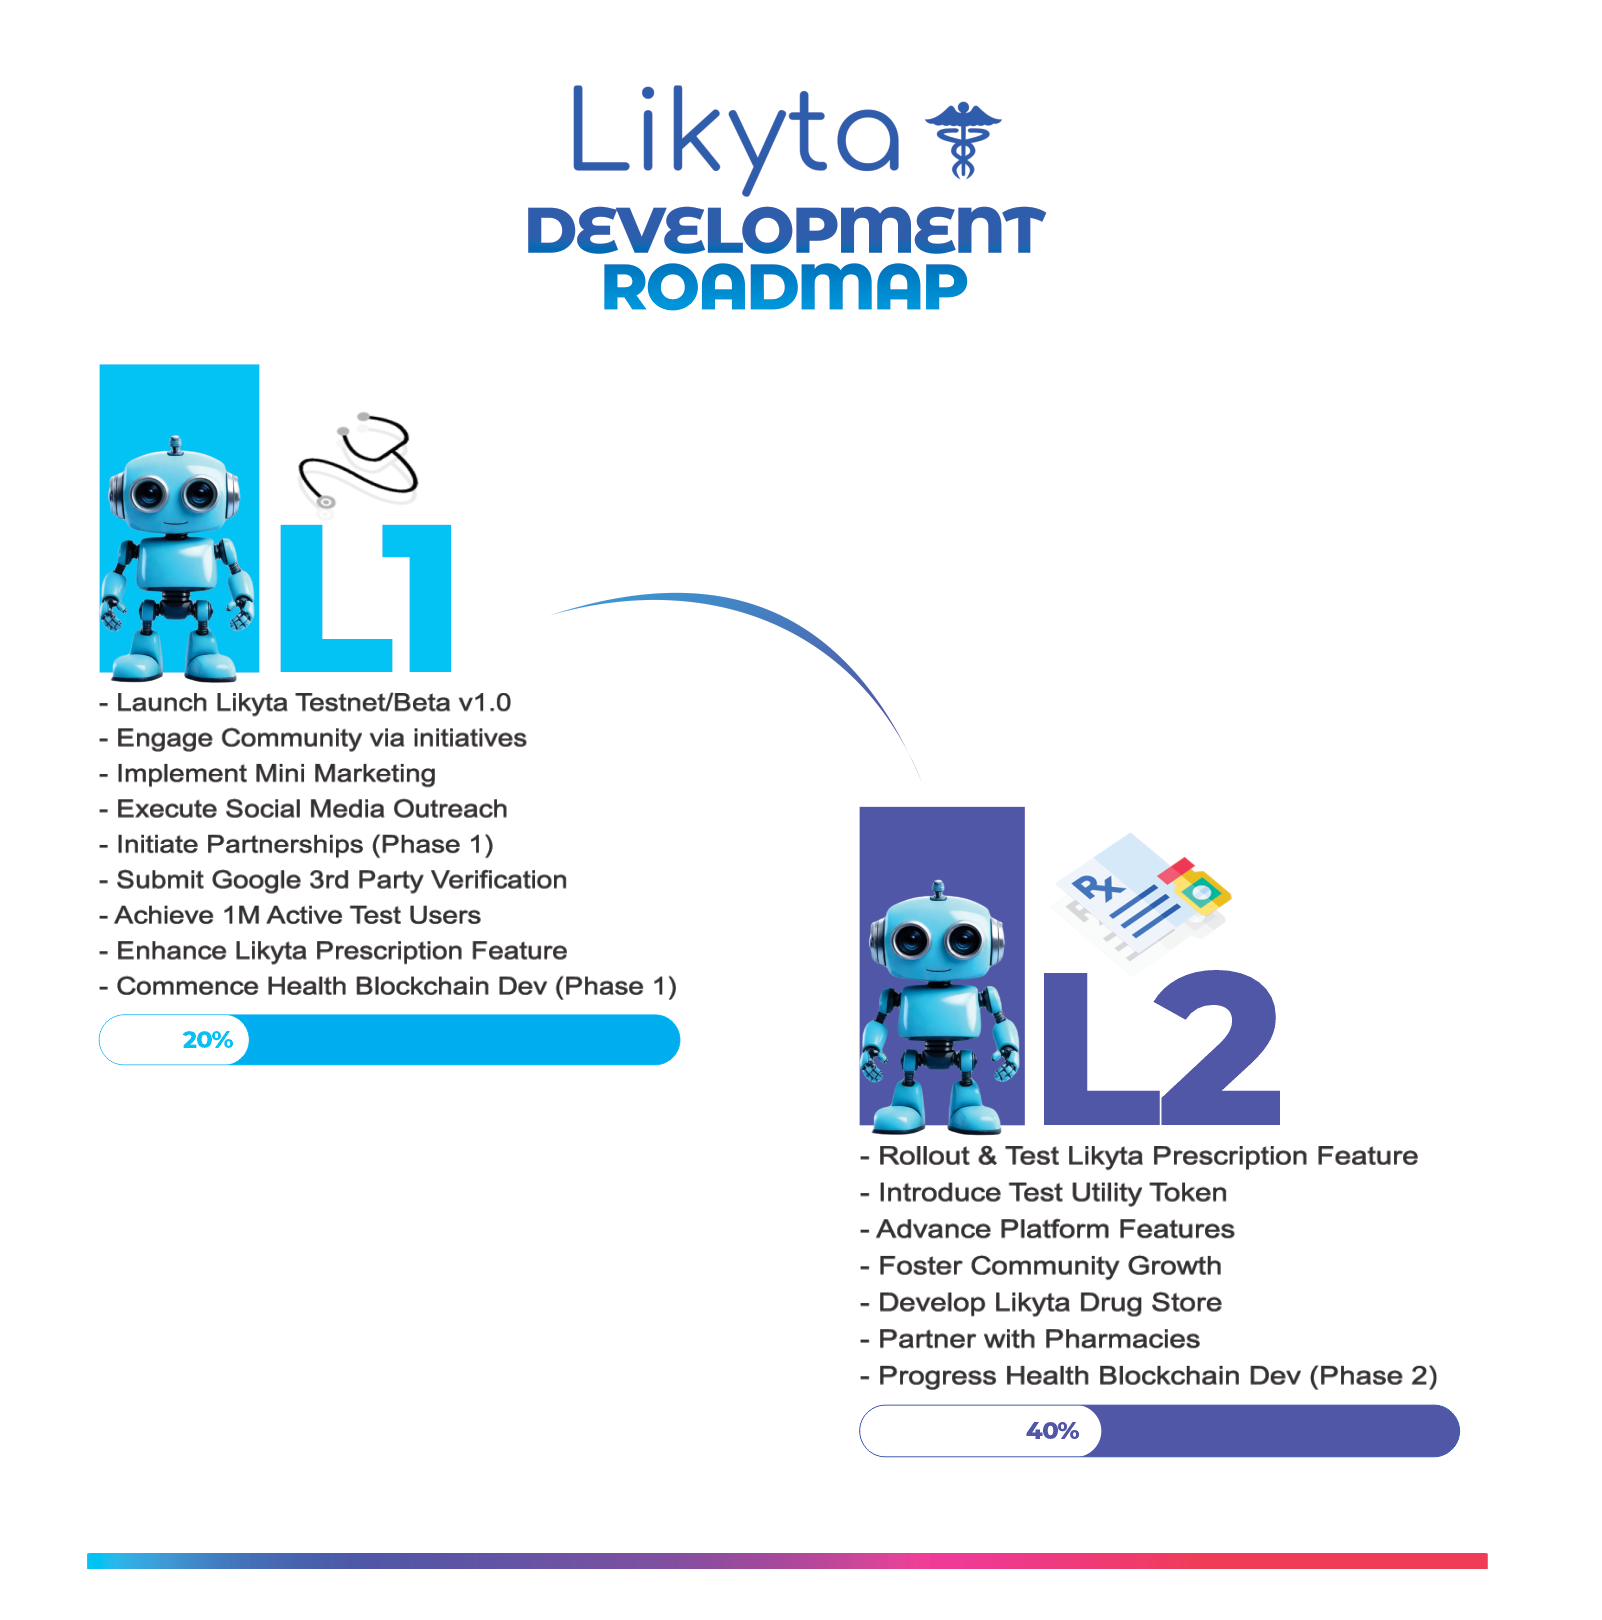 Likyta
DEVELOPMENT
ROADMAP
L1
- Launch Likyta Testnet/Beta v1.0
- Engage Community via initiatives
- Implement Mini Marketing
- Execute Social Media Outreach
- Initiate Partnerships (Phase 1)
- Submit Google 3rd Party Verification
- Achieve 1M Active Test Users
- Enhance Likyta Prescription Feature
- Commence Health Blockchain Dev (Phase 1)
20%
Rx
L2
- Rollout & Test Likyta Prescription Feature
- Introduce Test Utility Token
- Advance Platform Features
- Foster Community Growth
- Develop Likyta Drug Store
- Partner with Pharmacies
- Progress Health Blockchain Dev (Phase 2)
40%